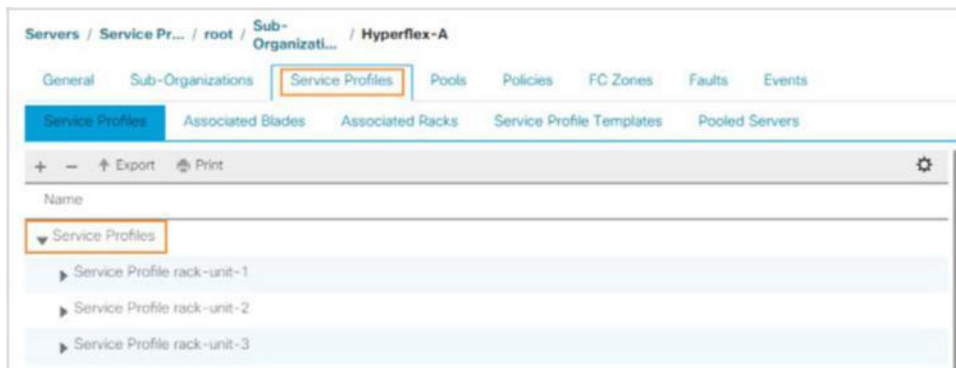 Servers / Service Pr... / root / Sub-Organizati... / Hyperflex-A
General Sub-Organizations Service Profiles Pools Policies FC Zones Faults Events
Service Profiles Associated Blades Associated Racks Service Profile Templates Pooled Servers
+ − Export Print
Name
Service Profiles
Service Profile rack-unit-1
Service Profile rack-unit-2
Service Profile rack-unit-3